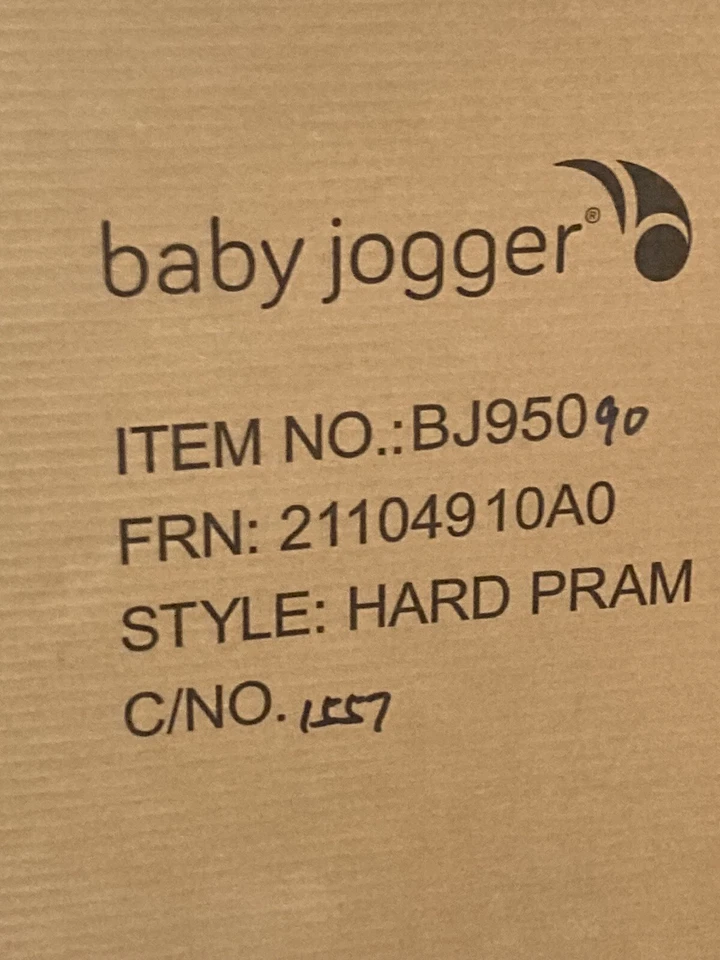 baby jogger®
ITEM NO.:BJ95090
FRN: 21104910A0
STYLE: HARD PRAM
C/NO. 1557